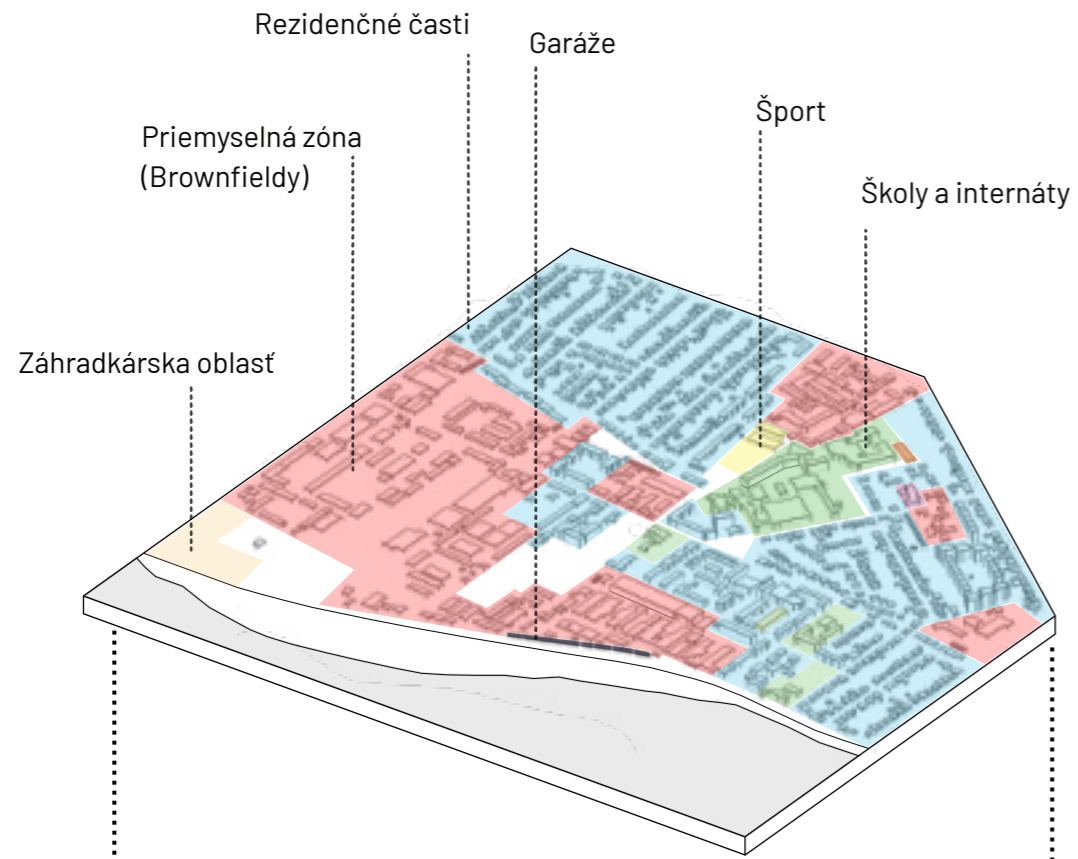 Rezidenčné časti
Garáže
Šport
Priemyselná zóna
(Brownfieldy)
Školy a internáty
Záhradkárska oblasť